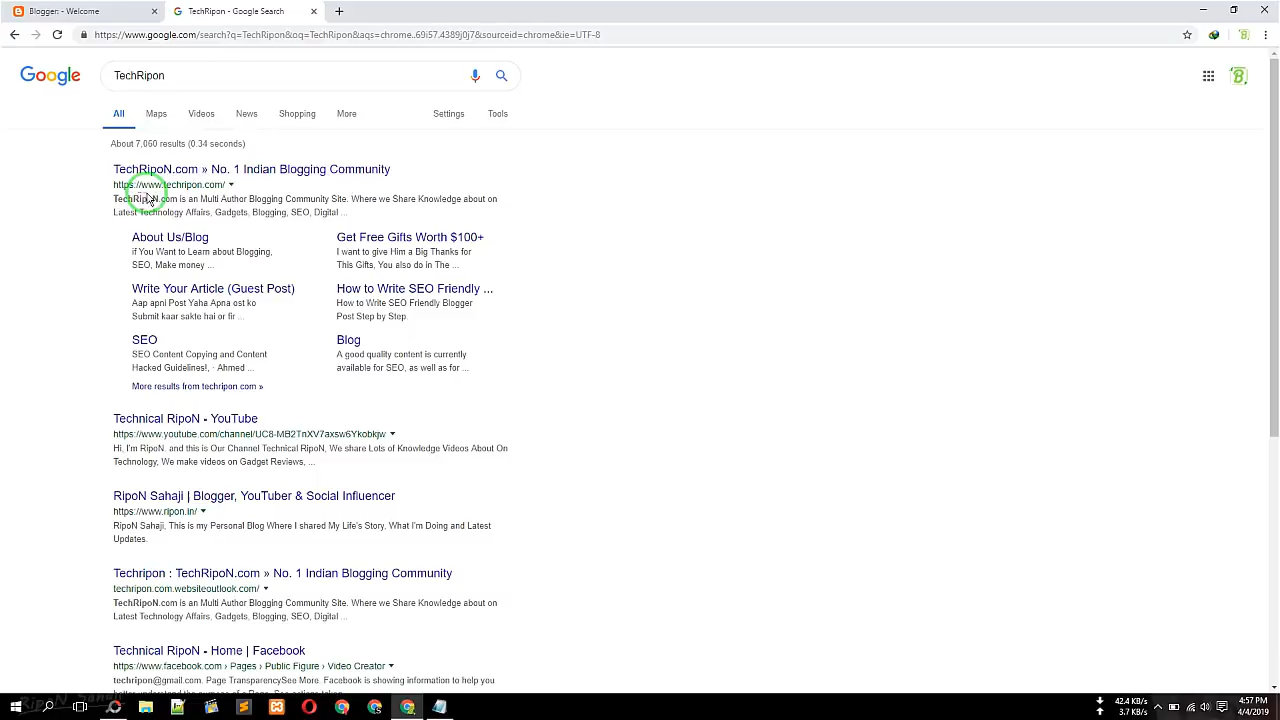 Blogger: - Welcome
TechRipon - Google Search
https://www.google.com/search?q=TechRipon&oq=TechRipon&aqs=chrome..69i57.4389j0j7&sourceid=chrome&ie=UTF-8
Google
TechRipon
All Maps Videos News Shopping More Settings Tools
About 7,060 results (0.34 seconds)
TechRipoN.com » No. 1 Indian Blogging Community
https://www.techripon.com/
TechRipoN.com is an Multi Author Blogging Community Site. Where we Share Knowledge about on
Latest Technology Affairs, Gadgets, Blogging, SEO, Digital ...
About Us/Blog
if You Want to Learn about Blogging,
SEO, Make money ...
Get Free Gifts Worth $100+
I want to give Him a Big Thanks for
This Gifts, You also do in The ...
Write Your Article (Guest Post)
Aap apni Post Yaha Apna ost ko
Submit kaar sakte hai or fir ...
How to Write SEO Friendly ...
How to Write SEO Friendly Blogger
Post Step by Step.
SEO
SEO Content Copying and Content
Hacked Guidelines!, · Ahmed ...
Blog
A good quality content is currently
available for SEO, as well as for ...
More results from techripon.com »
Technical RipoN - YouTube
https://www.youtube.com/channel/UC8-MB2TnXV7axsw6Ykobkjw
Hi, I'm RipoN. and this is Our Channel Technical RipoN, We share Lots of Knowledge Videos About On
Technology, We make videos on Gadget Reviews, ...
RipoN Sahaji | Blogger, YouTuber & Social Influencer
https://www.ripon.in/
RipoN Sahaji, This is my Personal Blog Where I shared My Life's Story, What I'm Doing and Latest
Updates.
Techripon : TechRipoN.com » No. 1 Indian Blogging Community
techripon.com.websiteoutlook.com/
TechRipoN.com is an Multi Author Blogging Community Site. Where we Share Knowledge about on
Latest Technology Affairs, Gadgets, Blogging, SEO, Digital ...
Technical RipoN - Home | Facebook
https://www.facebook.com › Pages › Public Figure › Video Creator
techripon@gmail.com. Page TransparencySee More. Facebook is showing information to help you
42.4 KB/s
3.7 KB/s
4:57 PM
4/4/2019